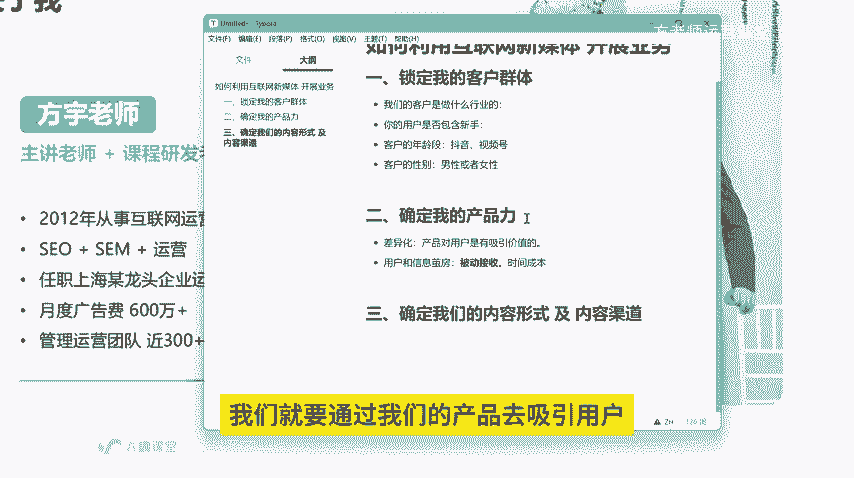 于我
方宇老师
主讲老师 + 课程研发
2012年从事互联网运营
SEO + SEM + 运营
任职上海某龙头企业运
月度广告费 600万+
管理运营团队 近300+
八爪课堂
Untitled - Typora
文件(F) 编辑(E) 段落(P) 格式(O) 视图(V) 主题(T) 帮助(H)
文件 大纲
如何利用互联网新媒体 开展业务
一、锁定我的客户群体
二、确定我的产品力
三、确定我们的内容形式 及
内容渠道
如何利用互联网新媒体 开展业务
一、锁定我的客户群体
我们的客户是做什么行业的:
你的用户是否包含新手:
客户的年龄段:抖音、视频号
客户的性别:男性或者女性
二、确定我的产品力
差异化:产品对用户是有吸引价值的。
用户和信息茧房:被动接收。时间成本
三、确定我们的内容形式 及 内容渠道
我们就要通过我们的产品去吸引用户